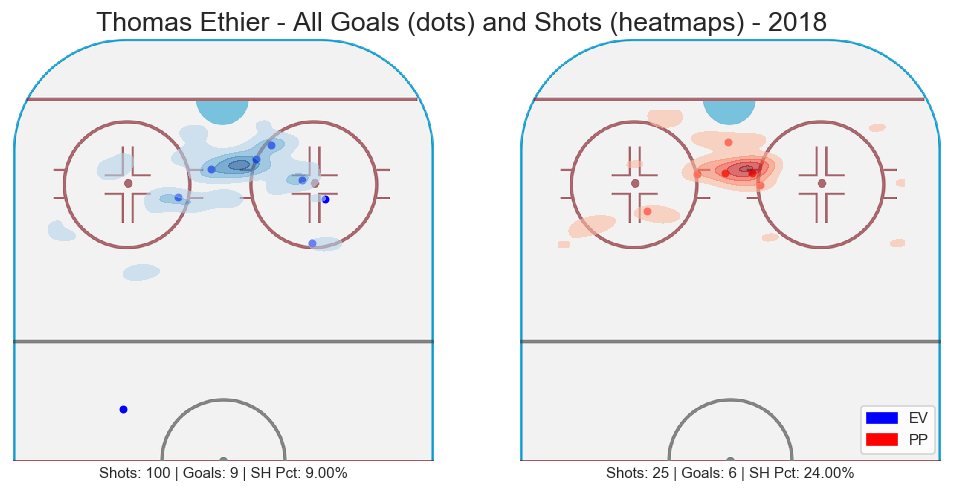 Thomas Ethier - All Goals (dots) and Shots (heatmaps) - 2018
EV
PP
Shots: 100 | Goals: 9 | SH Pct: 9.00%
Shots: 25 | Goals: 6 | SH Pct: 24.00%